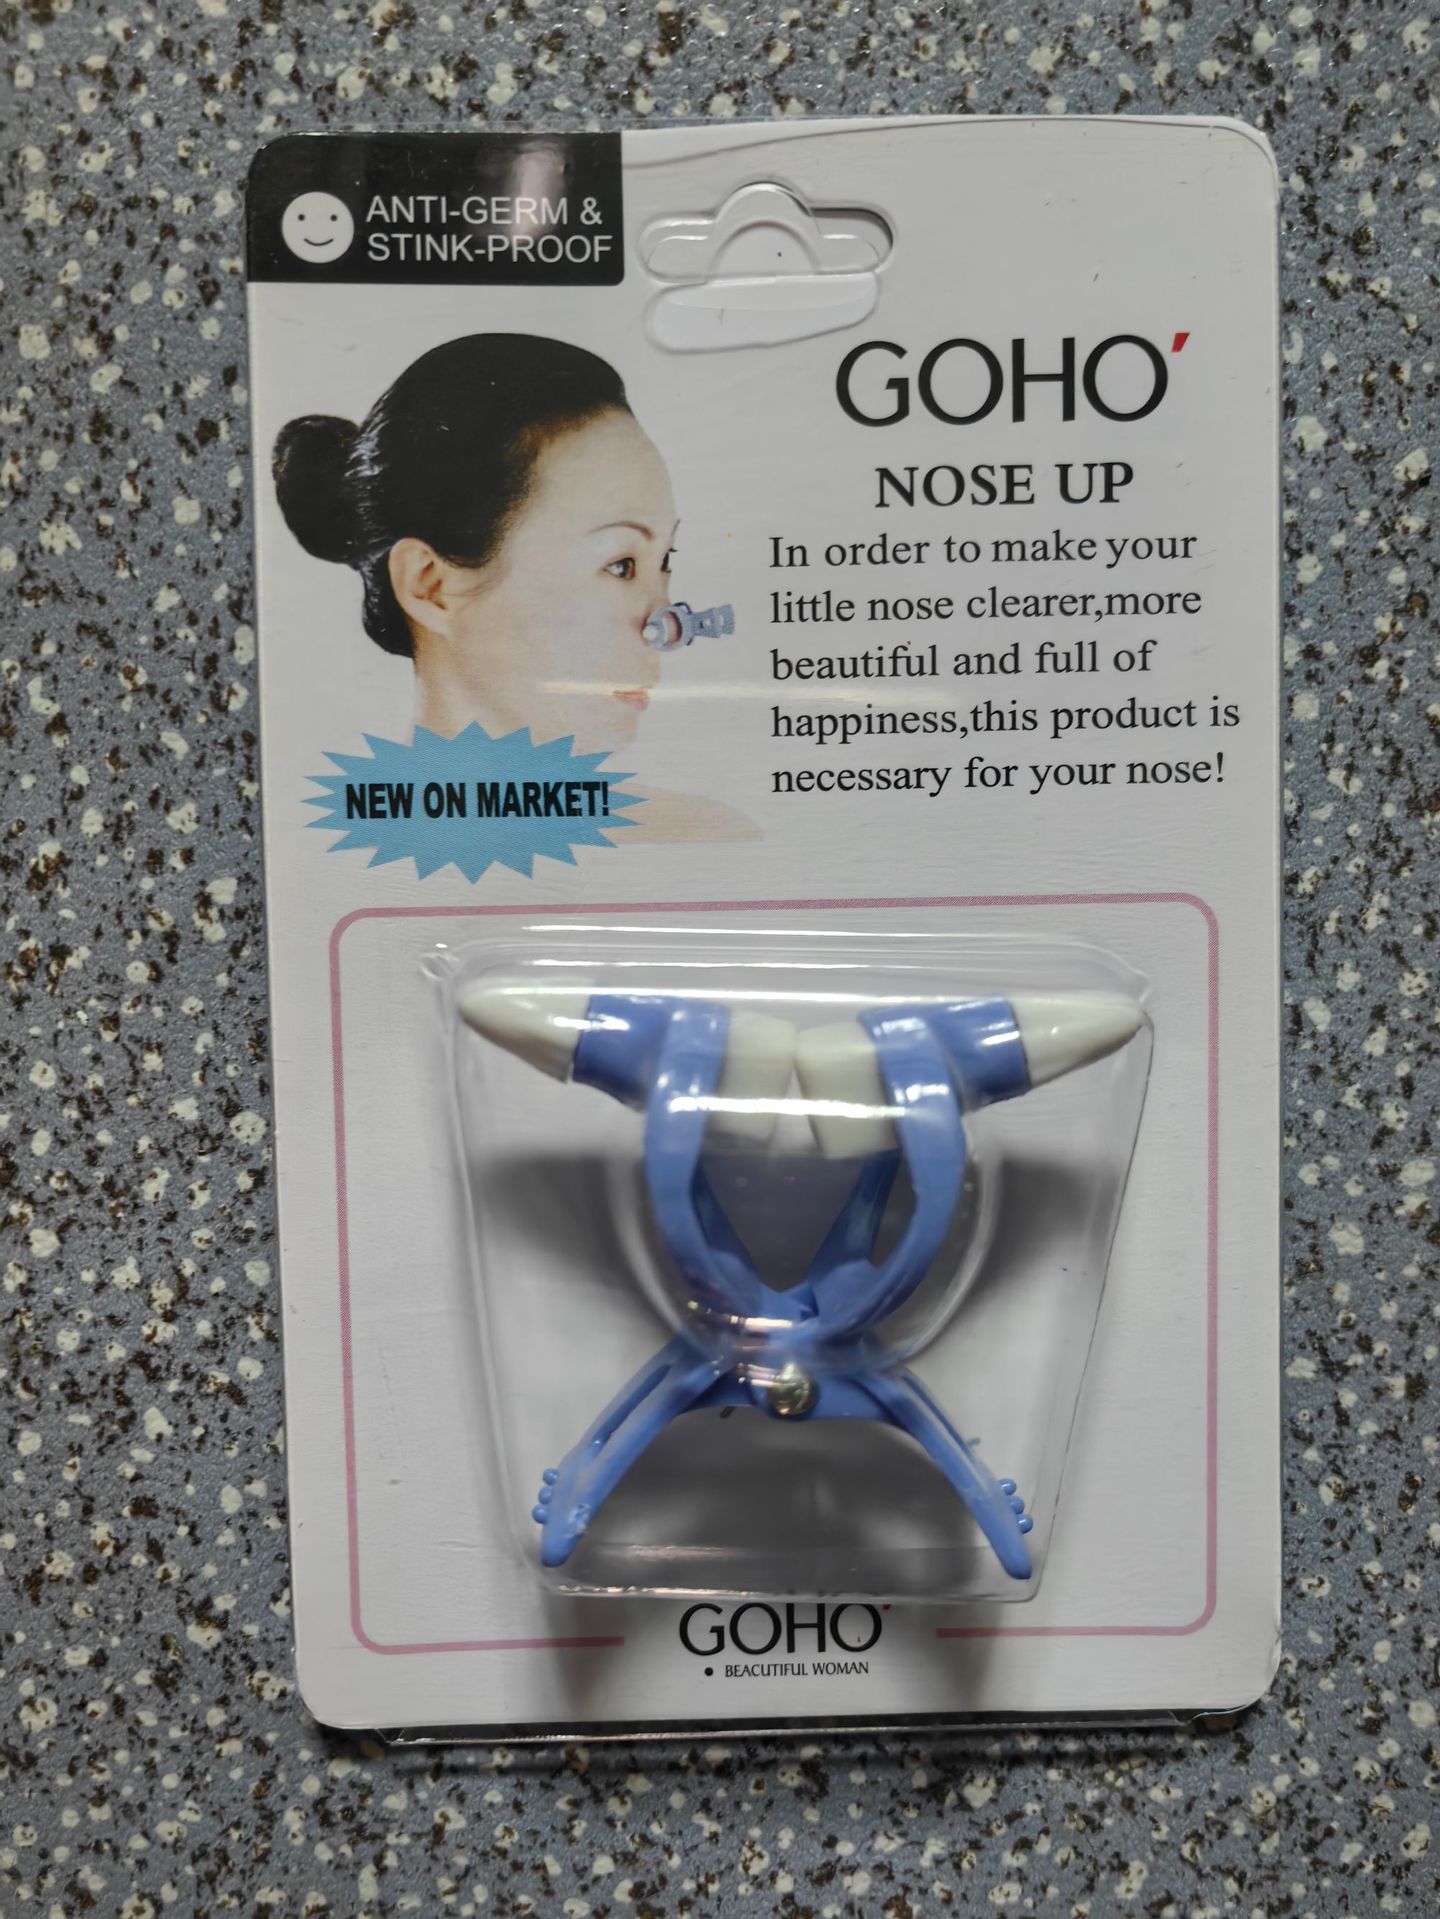 ANTI-GERM &
STINK-PROOF
GOHO'
NOSE UP
In order to make your
little nose clearer,more
beautiful and full of
happiness,this product is
necessary for your nose!
NEW ON MARKET!
GOHO'
• BEACUTIFUL WOMAN